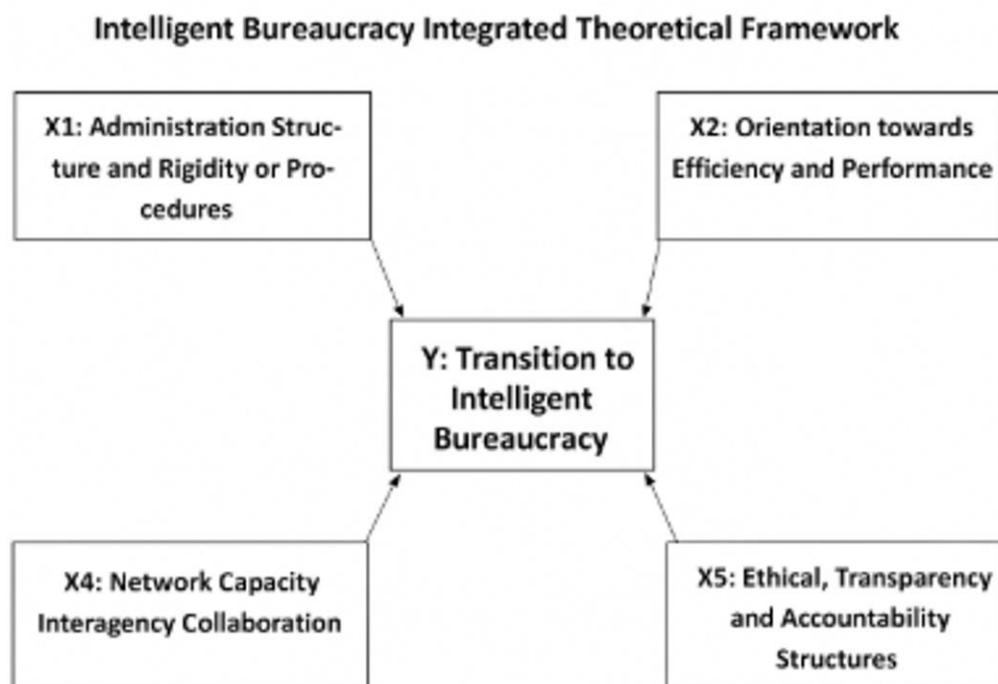 Intelligent Bureaucracy Integrated Theoretical Framework
X1: Administration Struc-
ture and Rigidity or Pro-
cedures
X2: Orientation towards
Efficiency and Performance
Y: Transition to
Intelligent
Bureaucracy
X4: Network Capacity
Interagency Collaboration
X5: Ethical, Transparency
and Accountability
Structures